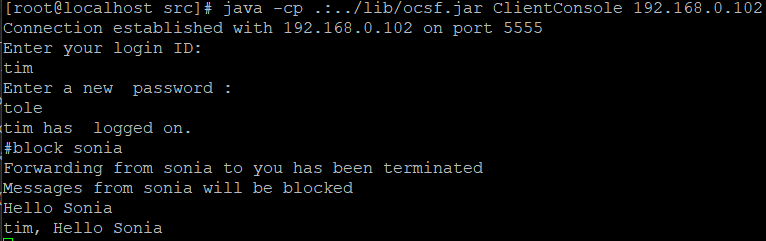 [root@localhost src]# java -cp .:../lib/ocsf.jar ClientConsole 192.168.0.102
Connection established with 192.168.0.102 on port 5555
Enter your login ID:
tim
Enter a new  password :
tole
tim has  logged on.
#block sonia
Forwarding from sonia to you has been terminated
Messages from sonia will be blocked
Hello Sonia
tim, Hello Sonia